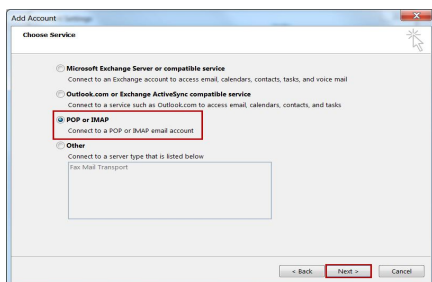 Add Account
Choose Service
Microsoft Exchange Server or compatible service
Connect to an Exchange account to access email, calendars, contacts, tasks, and voice mail
Outlook.com or Exchange ActiveSync compatible service
Connect to a service such as Outlook.com to access email, calendars, contacts, and tasks
POP or IMAP
Connect to a POP or IMAP email account
Other
Connect to a server type that is listed below
Fax Mail Transport
< Back Next > Cancel